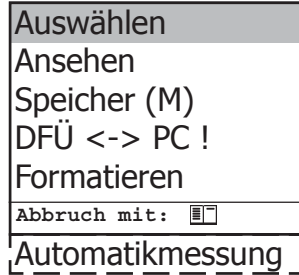 Auswählen
Ansehen
Speicher (M)
DFÜ <-> PC !
Formatieren
Abbruch mit:
Automatikmessung